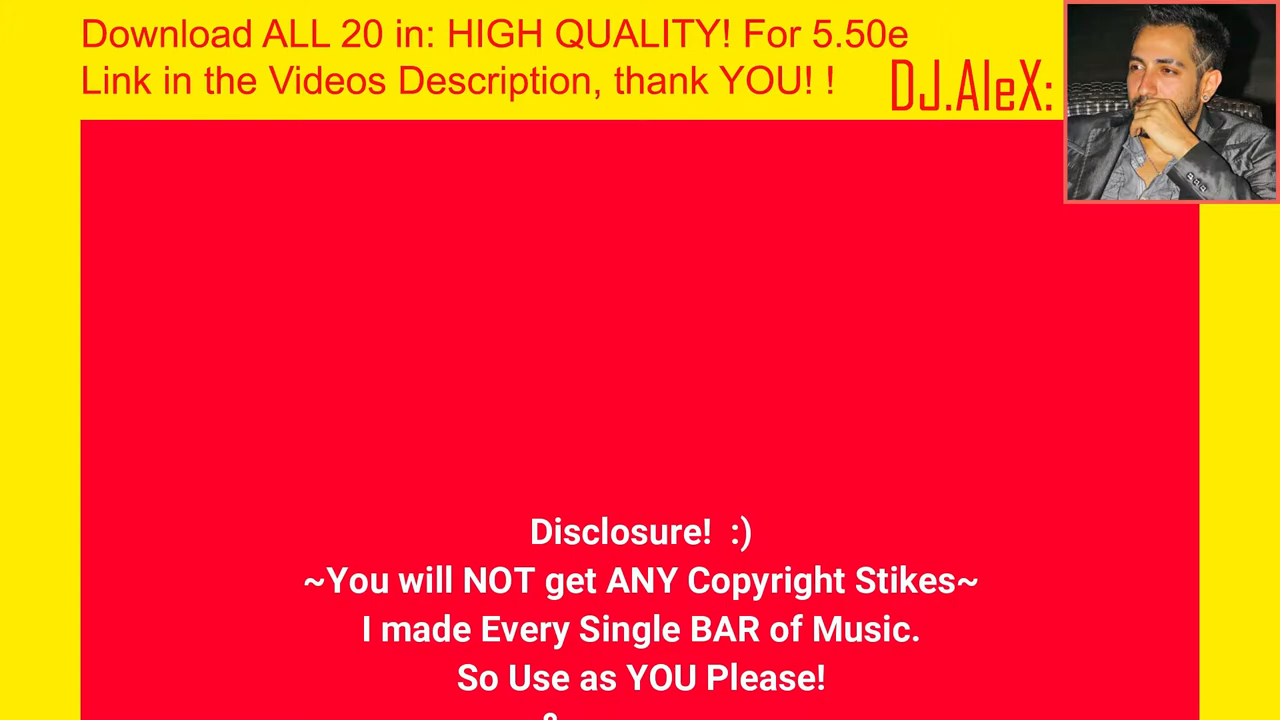 Download ALL 20 in: HIGH QUALITY! For 5.50e
Link in the Videos Description, thank YOU! !
DJ.AleX:
Disclosure!  :)
~You will NOT get ANY Copyright Stikes~
I made Every Single BAR of Music.
So Use as YOU Please!